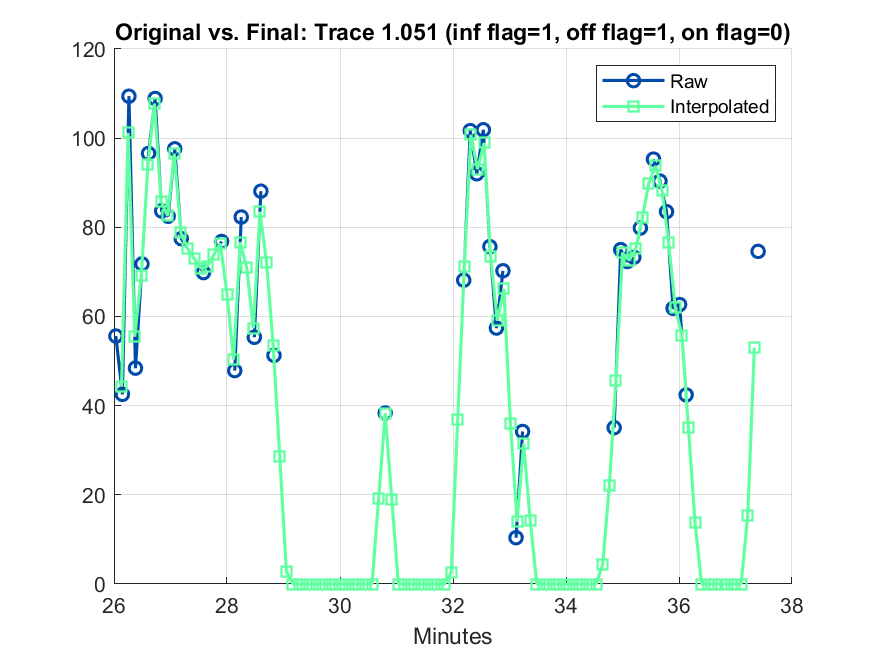 Original vs. Final: Trace 1.051 (inf flag=1, off flag=1, on flag=0)
120
100
80
60
40
20
0
26 28 30 32 34 36 38
Minutes
Raw
Interpolated